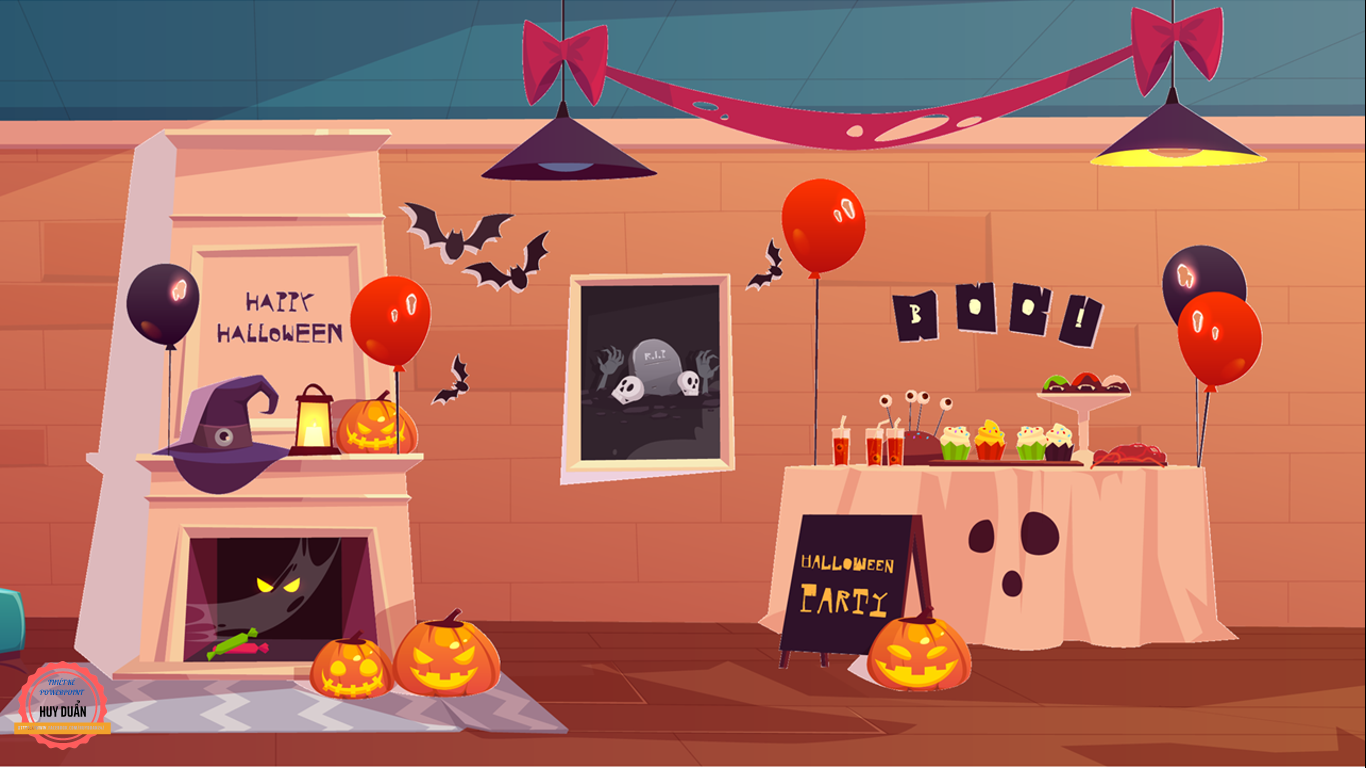 HAPPY
HALLOWEEN
R.I.P
BOO!
HALLOWEEN
PARTY
THIẾT KẾ
POWERPOINT
HUY DUẨN